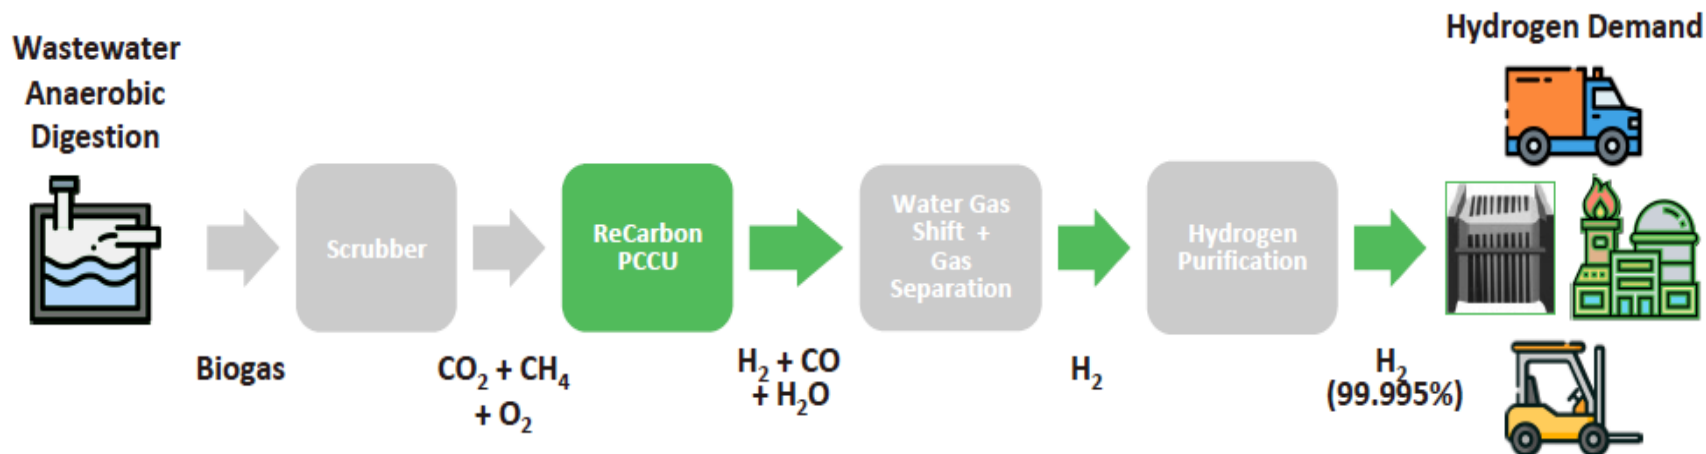 Wastewater
Anaerobic
Digestion
Biogas
Scrubber
CO₂ + CH₄
+ O₂
ReCarbon
PCCU
H₂ + CO
+ H₂O
Water Gas
Shift +
Gas
Separation
H₂
Hydrogen
Purification
H₂
(99.995%)
Hydrogen Demand